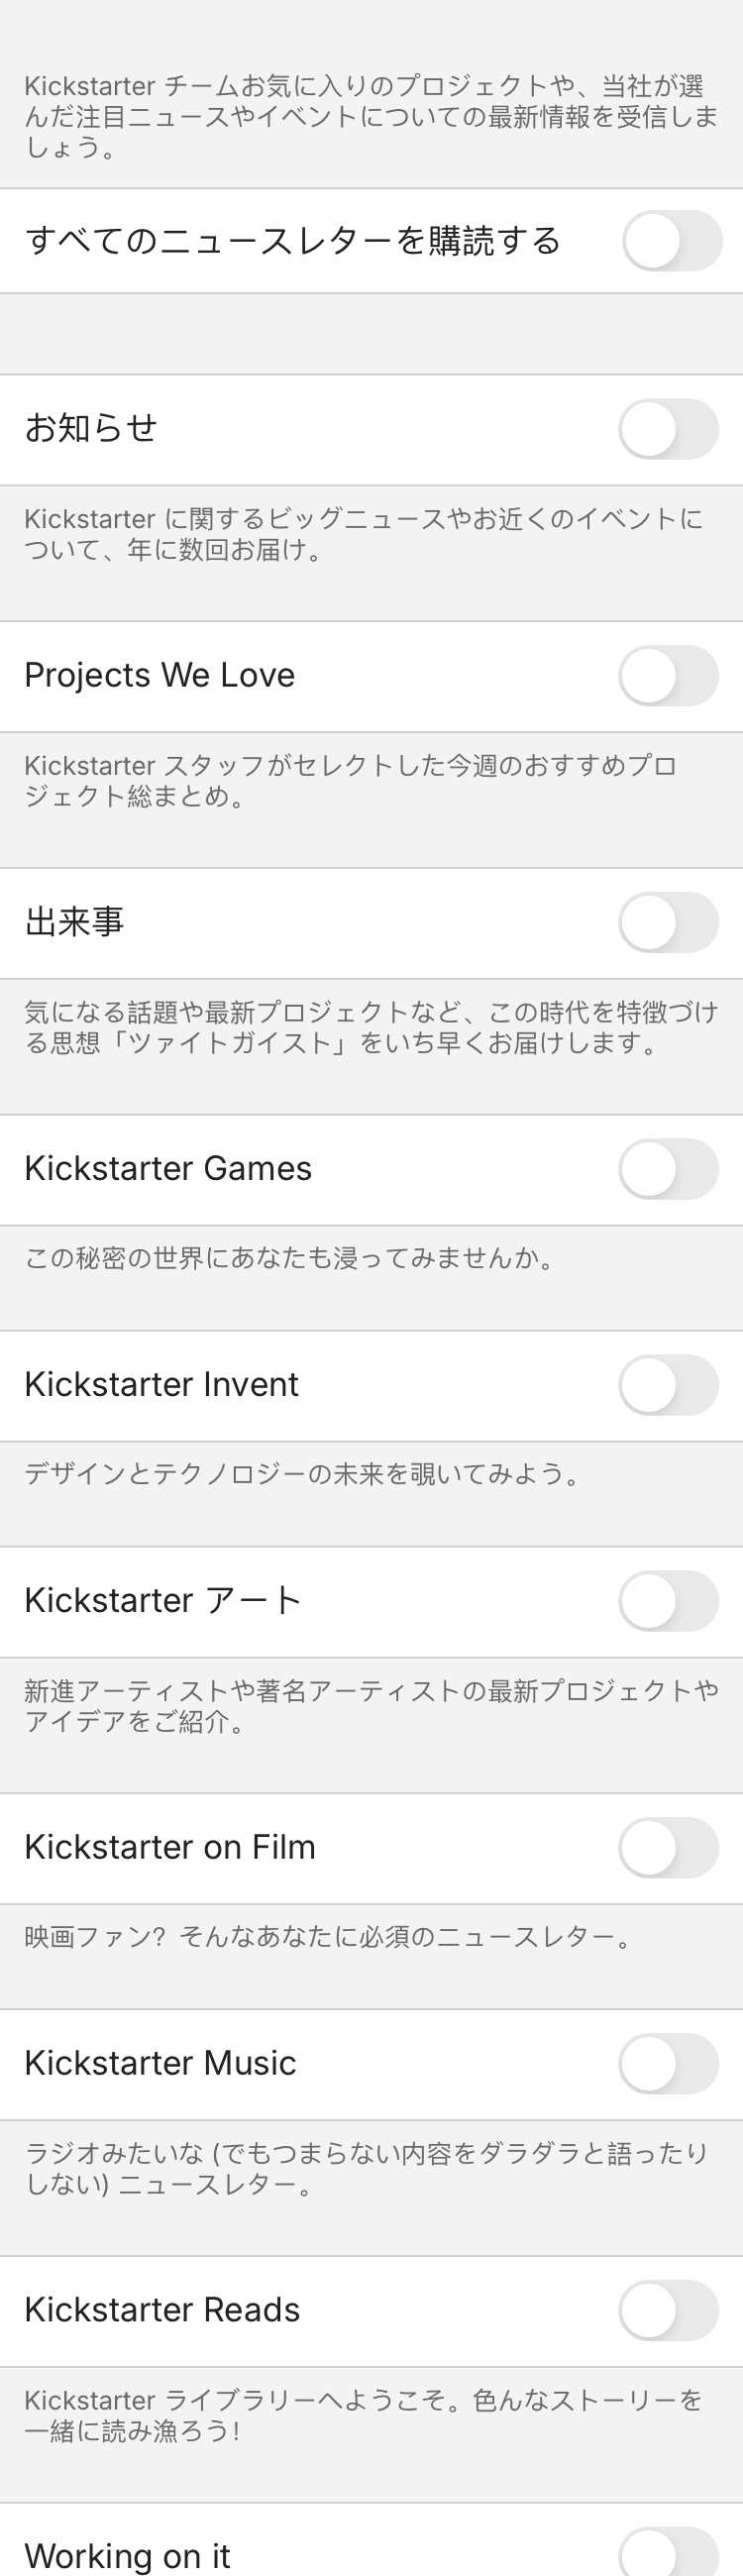 Kickstarter チームお気に入りのプロジェクトや、当社が選
んだ注目ニュースやイベントについての最新情報を受信しま
しょう。
すべてのニュースレターを購読する
お知らせ
Kickstarter に関するビッグニュースやお近くのイベントに
ついて、年に数回お届け。
Projects We Love
Kickstarter スタッフがセレクトした今週のおすすめプロ
ジェクト総まとめ。
出来事
気になる話題や最新プロジェクトなど、この時代を特徴づけ
る思想「ツァイトガイスト」をいち早くお届けします。
Kickstarter Games
この秘密の世界にあなたも浸ってみませんか。
Kickstarter Invent
デザインとテクノロジーの未来を覗いてみよう。
Kickstarter アート
新進アーティストや著名アーティストの最新プロジェクトや
アイデアをご紹介。
Kickstarter on Film
映画ファン？そんなあなたに必須のニュースレター。
Kickstarter Music
ラジオみたいな (でもつまらない内容をダラダラと語ったり
しない) ニュースレター。
Kickstarter Reads
Kickstarter ライブラリーへようこそ。色んなストーリーを
一緒に読み漁ろう！
Working on it